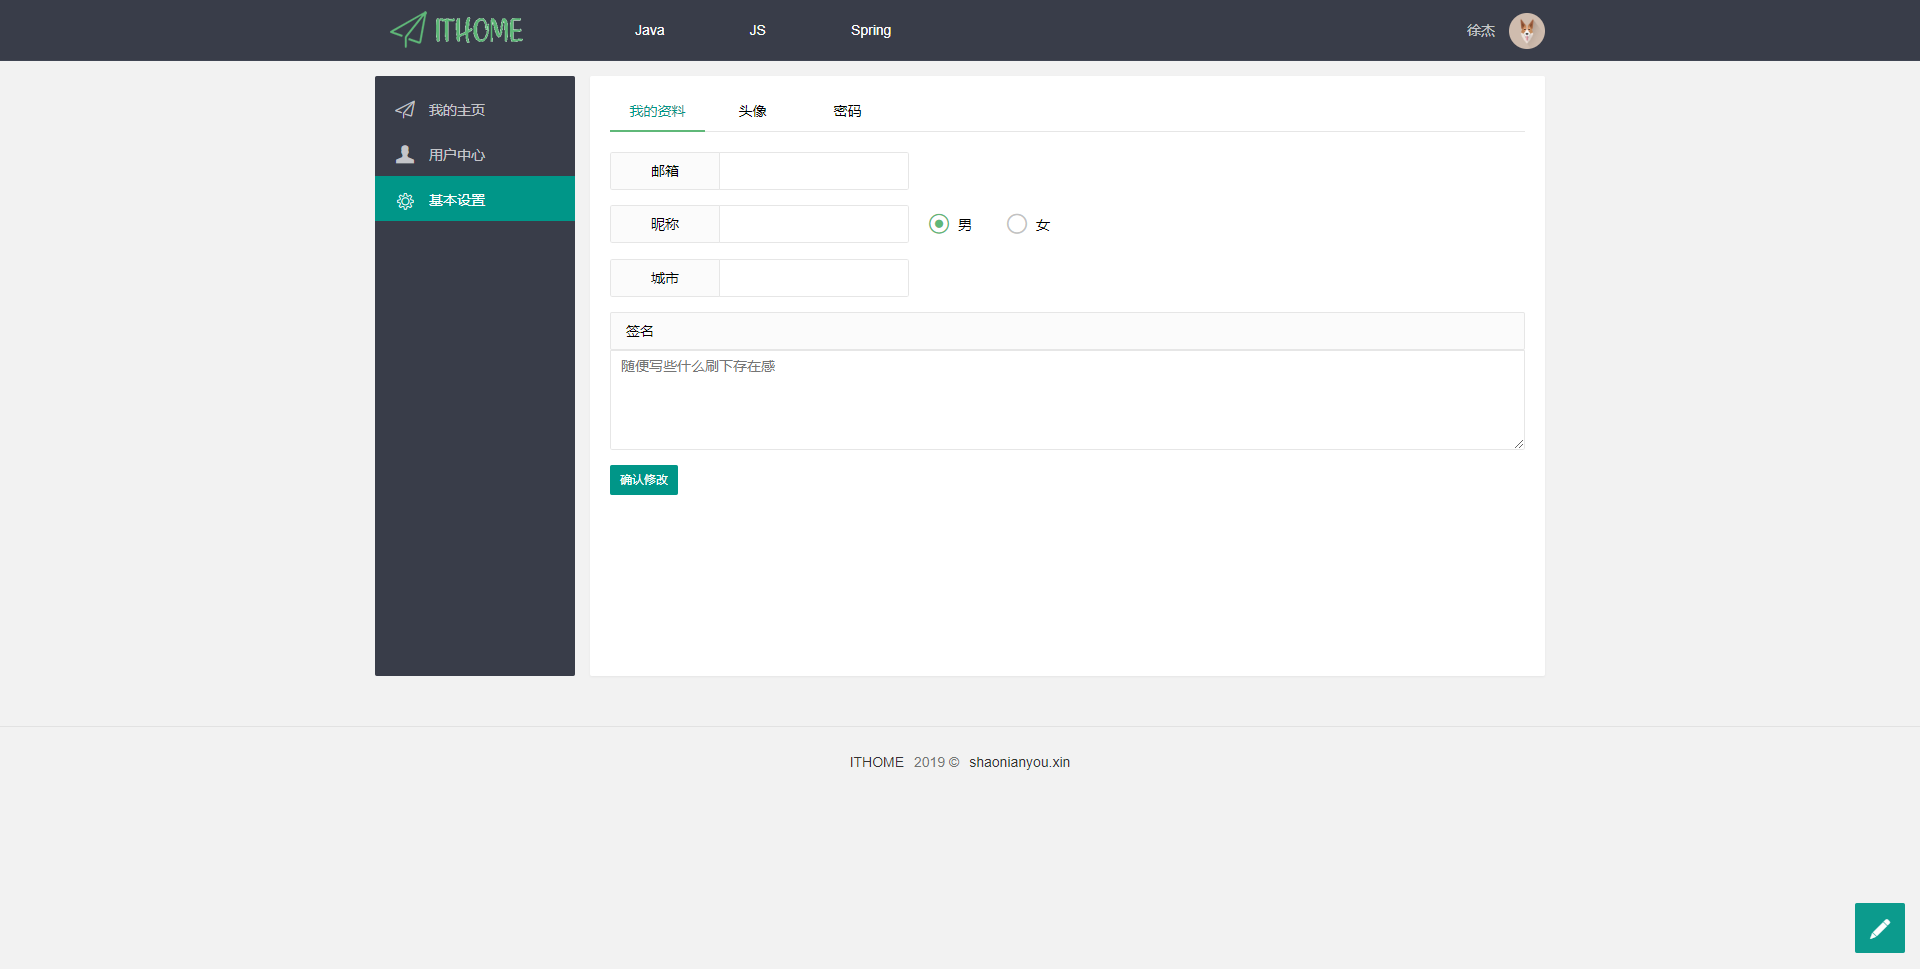 ITHOME
Java
JS
Spring
徐杰
我的主页
用户中心
基本设置
我的资料
头像
密码
邮箱
昵称
男
女
城市
签名
随便写些什么刷下存在感
确认修改
ITHOME 2019 © shaonianyou.xin